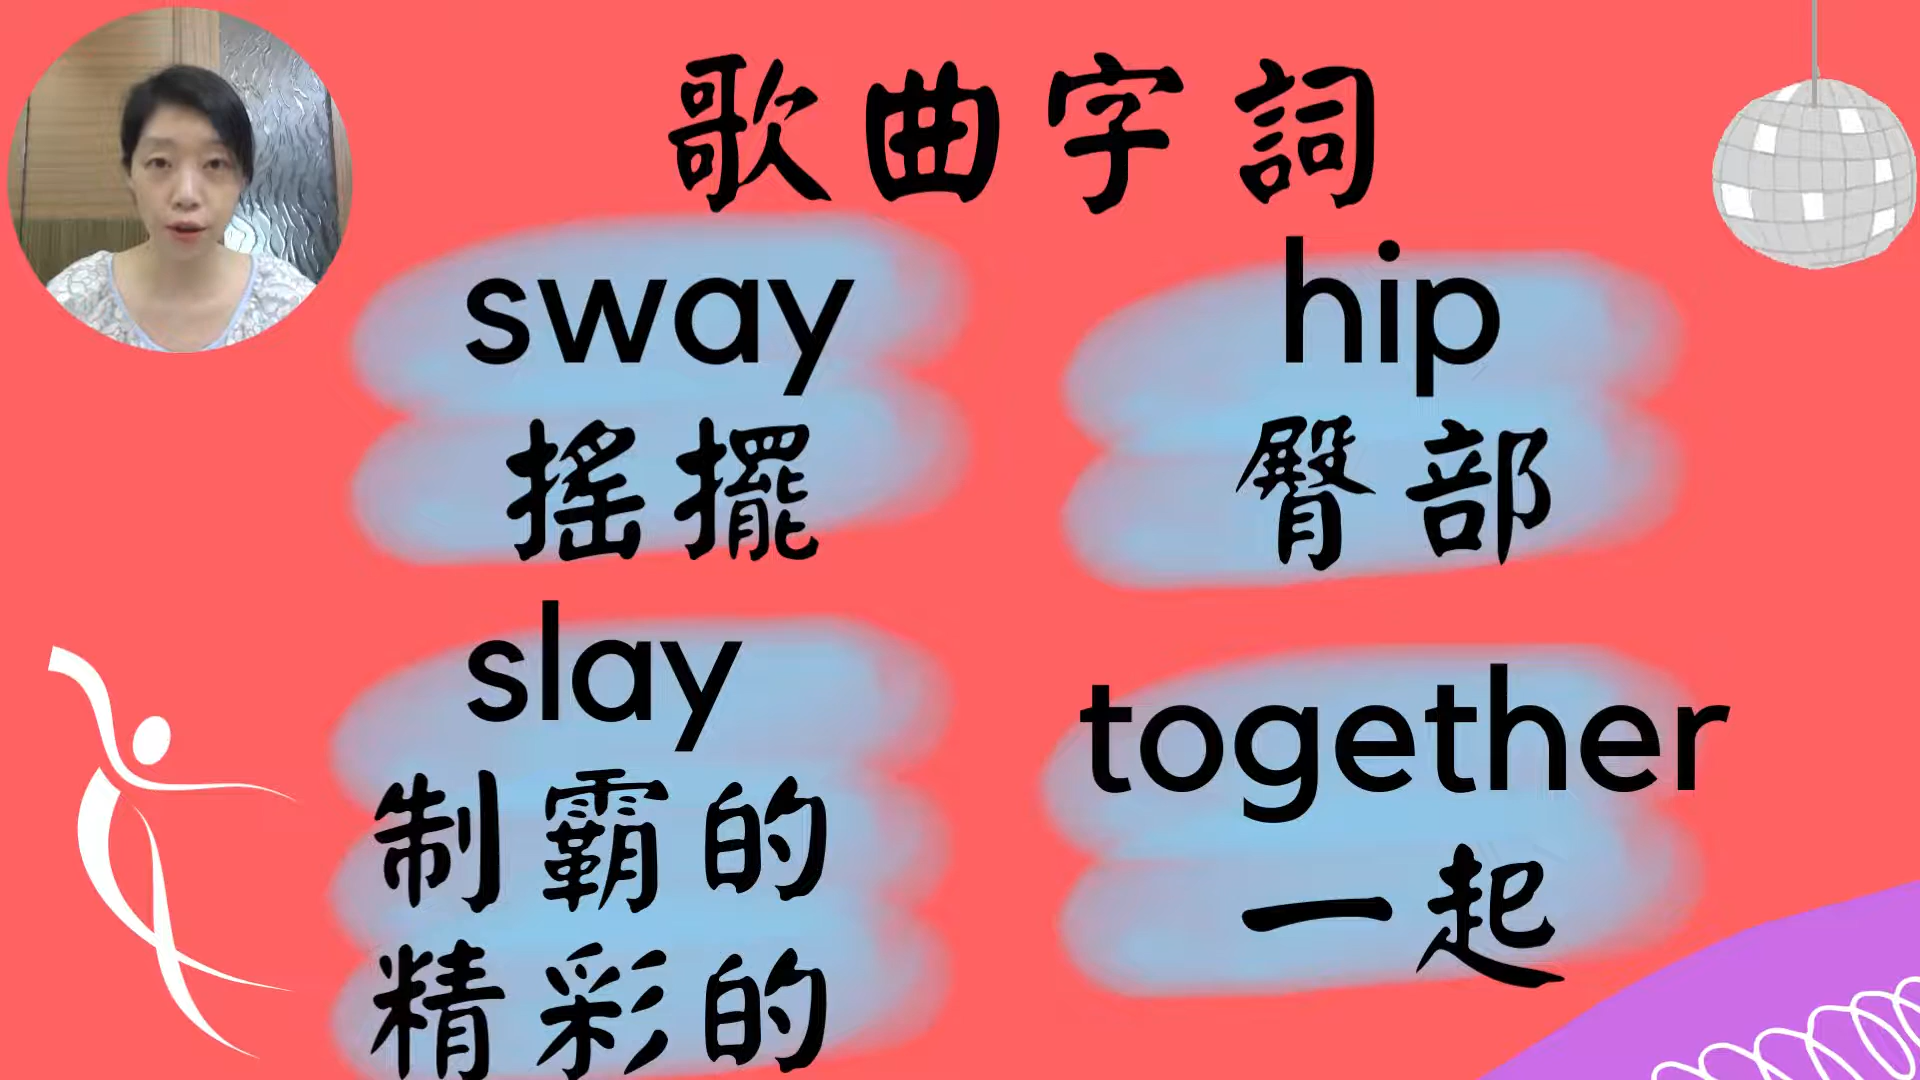 歌曲字詞
sway
搖擺
hip
臀部
slay
制霸的
精彩的
together
一起